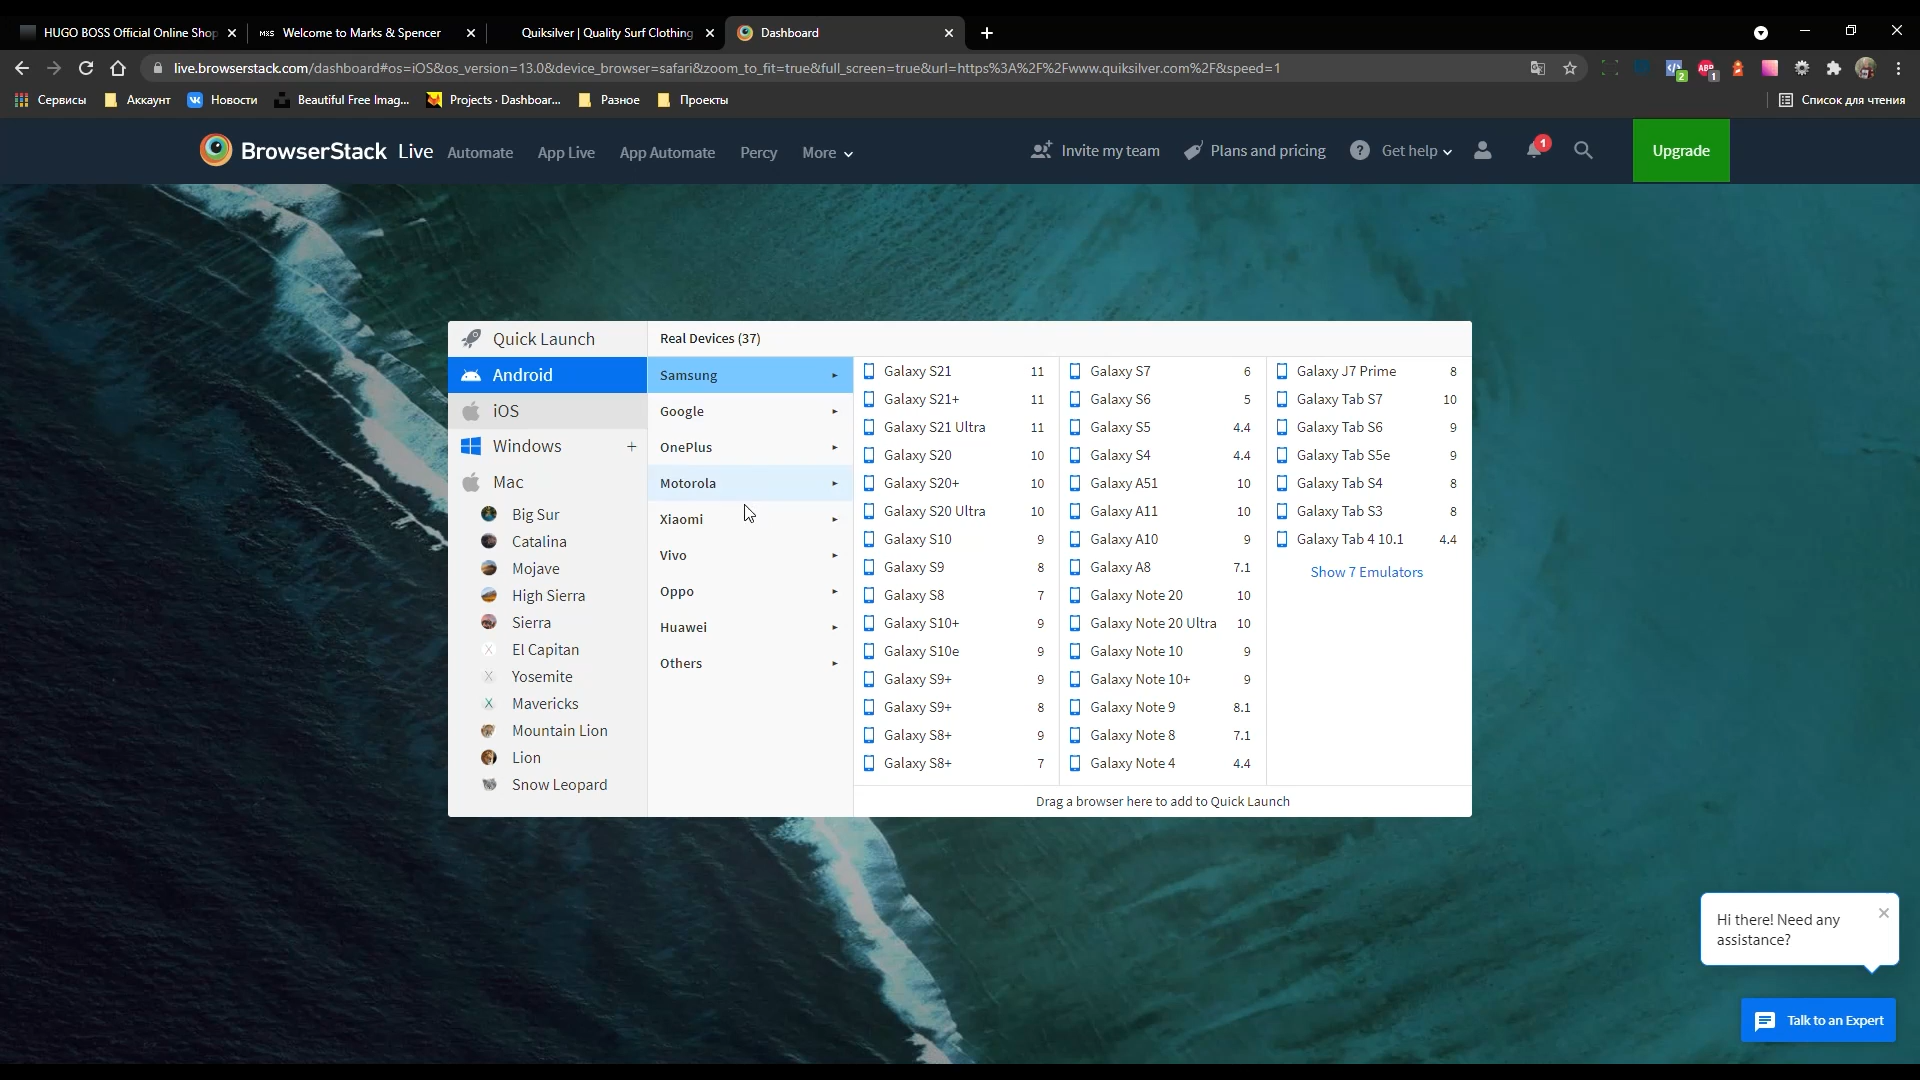 HUGO BOSS Official Online Shop
M&S Welcome to Marks & Spencer
Quiksilver | Quality Surf Clothing
Dashboard
live.browserstack.com/dashboard#os=iOS&os_version=13.0&device_browser=safari&zoom_to_fit=true&full_screen=true&url=https%3A%2F%2Fwww.quiksilver.com%2F&speed=1
2
ABP
1
Сервисы
Аккаунт
Новости
Beautiful Free Imag...
Projects · Dashboar...
Разное
Проекты
Список для чтения
BrowserStack Live
Automate
App Live
App Automate
Percy
More
Invite my team
Plans and pricing
Get help
1
Upgrade
Quick Launch
Android
iOS
Windows +
Mac
Big Sur
Catalina
Mojave
High Sierra
Sierra
El Capitan
Yosemite
Mavericks
Mountain Lion
Lion
Snow Leopard
Real Devices (37)
Samsung
Google
OnePlus
Motorola
Xiaomi
Vivo
Oppo
Huawei
Others
Galaxy S21 11
Galaxy S21+ 11
Galaxy S21 Ultra 11
Galaxy S20 10
Galaxy S20+ 10
Galaxy S20 Ultra 10
Galaxy S10 9
Galaxy S9 8
Galaxy S8 7
Galaxy S10+ 9
Galaxy S10e 9
Galaxy S9+ 9
Galaxy S9+ 8
Galaxy S8+ 9
Galaxy S8+ 7
Galaxy S7 6
Galaxy S6 5
Galaxy S5 4.4
Galaxy S4 4.4
Galaxy A51 10
Galaxy A11 10
Galaxy A10 9
Galaxy A8 7.1
Galaxy Note 20 10
Galaxy Note 20 Ultra 10
Galaxy Note 10 9
Galaxy Note 10+ 9
Galaxy Note 9 8.1
Galaxy Note 8 7.1
Galaxy Note 4 4.4
Galaxy J7 Prime 8
Galaxy Tab S7 10
Galaxy Tab S6 9
Galaxy Tab S5e 9
Galaxy Tab S4 8
Galaxy Tab S3 8
Galaxy Tab 4 10.1 4.4
Show 7 Emulators
Drag a browser here to add to Quick Launch
Hi there! Need any
assistance?
Talk to an Expert